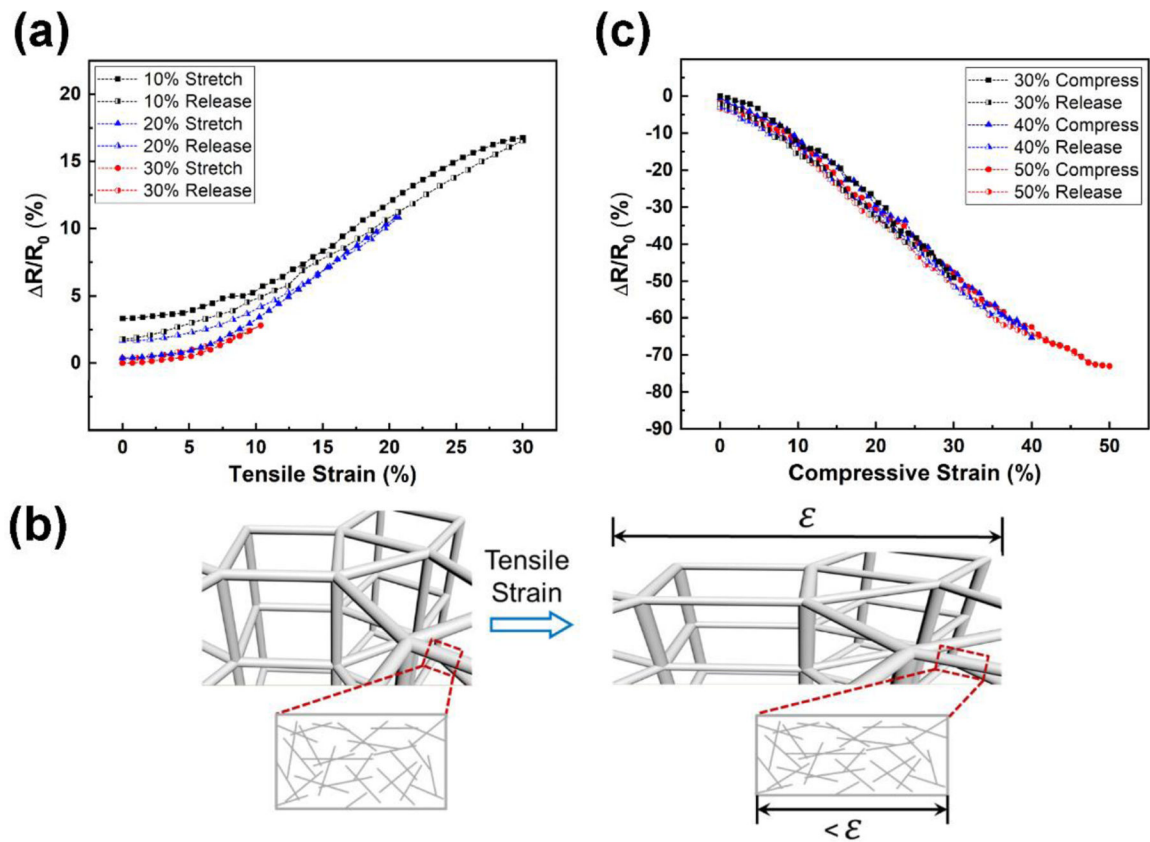 (a)
ΔR/R0 (%)
20
15
10
5
0
10% Stretch
10% Release
20% Stretch
20% Release
30% Stretch
30% Release
0 5 10 15 20 25 30
Tensile Strain (%)
(c)
ΔR/R0 (%)
0
-10
-20
-30
-40
-50
-60
-70
-80
-90
30% Compress
30% Release
40% Compress
40% Release
50% Compress
50% Release
0 10 20 30 40 50
Compressive Strain (%)
(b)
Tensile
Strain
ε
< ε